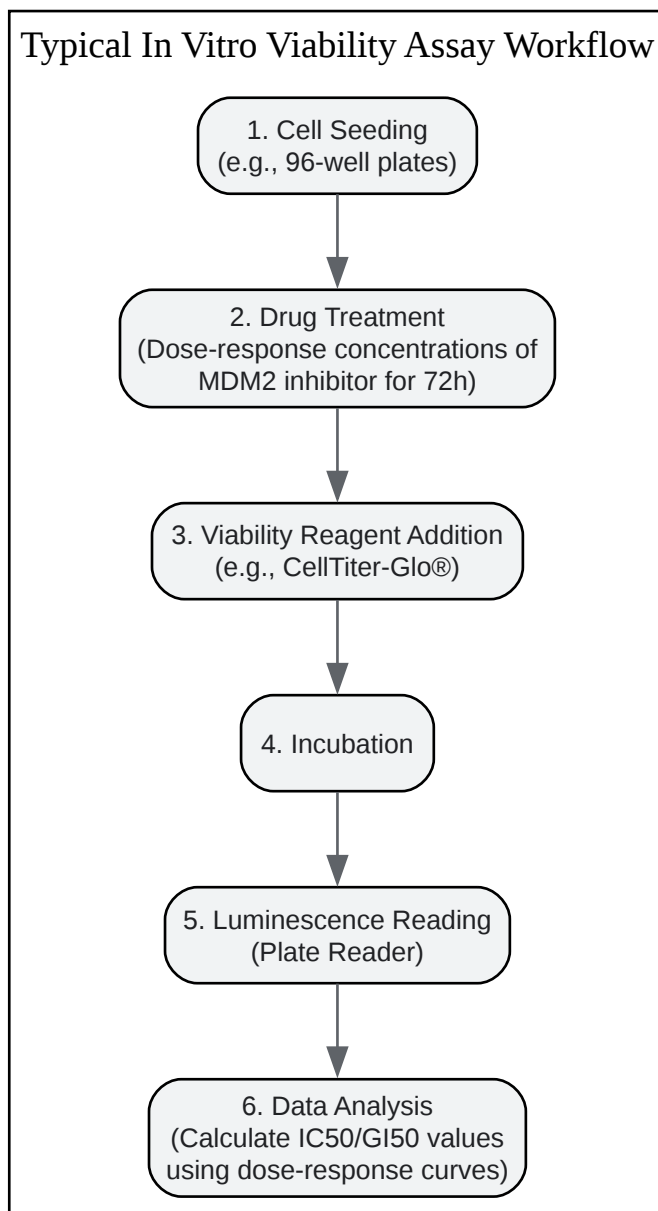 Typical In Vitro Viability Assay Workflow
1. Cell Seeding
(e.g., 96-well plates)
2. Drug Treatment
(Dose-response concentrations of
MDM2 inhibitor for 72h)
3. Viability Reagent Addition
(e.g., CellTiter-Glo®)
4. Incubation
5. Luminescence Reading
(Plate Reader)
6. Data Analysis
(Calculate IC50/GI50 values
using dose-response curves)